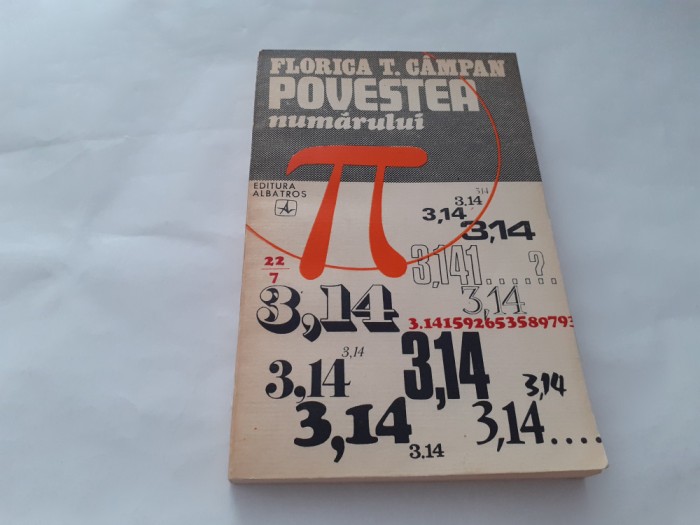 FLORICA T. CÂMPAN
POVESTEA
numărului
π
EDITURA
ALBATROS
3,14
3,14
3,14
3,14
22
7
3,141....?..
3,14
3,14
3.14159265358979
3,14
3,14
3,14
3,14
3,14
3.14
3,14....